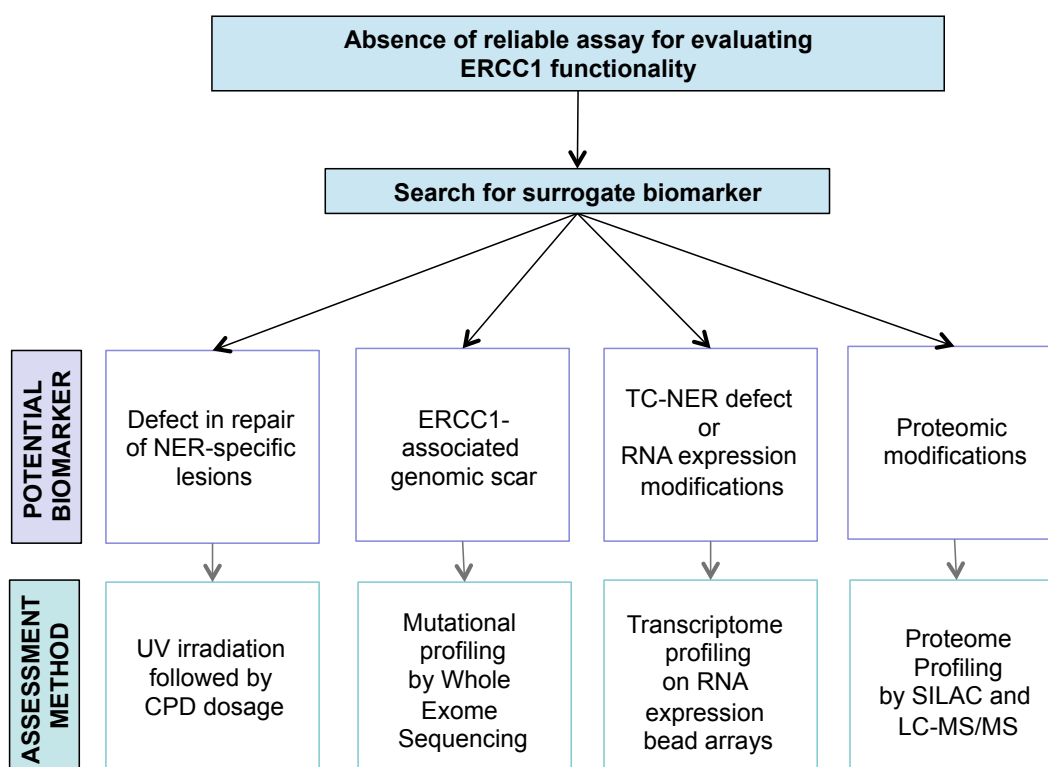 Absence of reliable assay for evaluating
ERCC1 functionality
Search for surrogate biomarker
POTENTIAL
BIOMARKER
Defect in repair
of NER-specific
lesions
ERCC1-
associated
genomic scar
TC-NER defect
or
RNA expression
modifications
Proteomic
modifications
ASSESSMENT
METHOD
UV irradiation
followed by
CPD dosage
Mutational
profiling
by Whole
Exome
Sequencing
Transcriptome
profiling
on RNA
expression
bead arrays
Proteome
Profiling
by SILAC and
LC-MS/MS